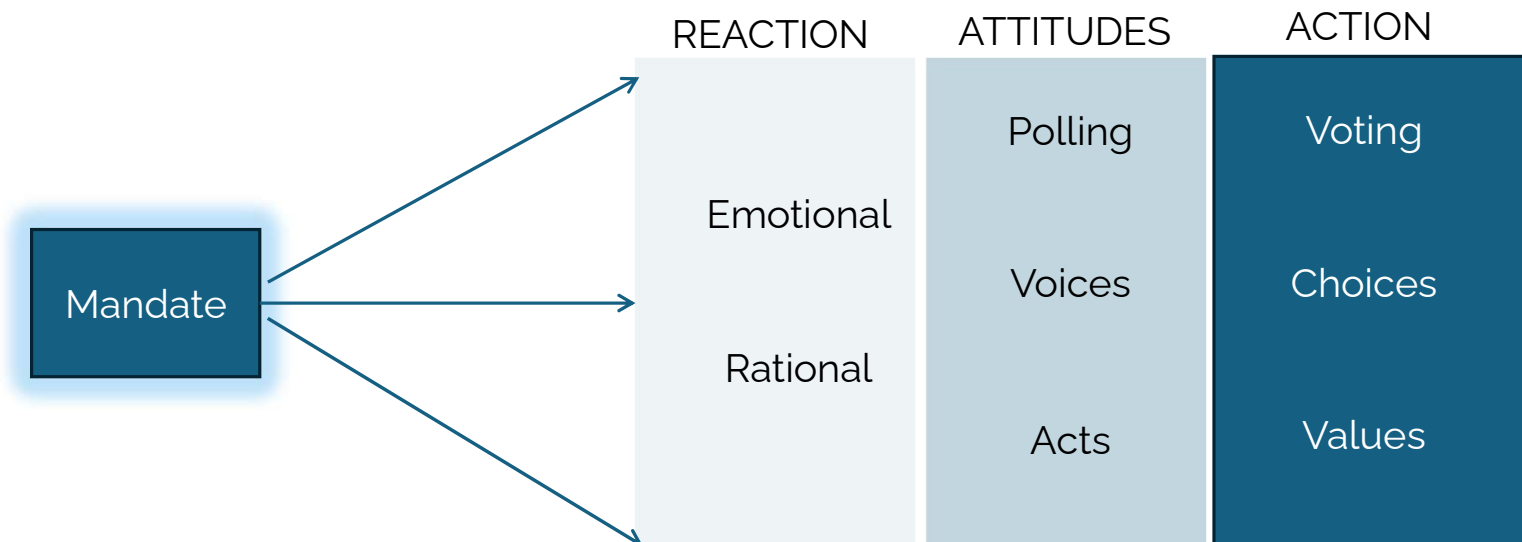 REACTION
ATTITUDES
ACTION
Mandate
Emotional
Rational
Polling
Voices
Acts
Voting
Choices
Values